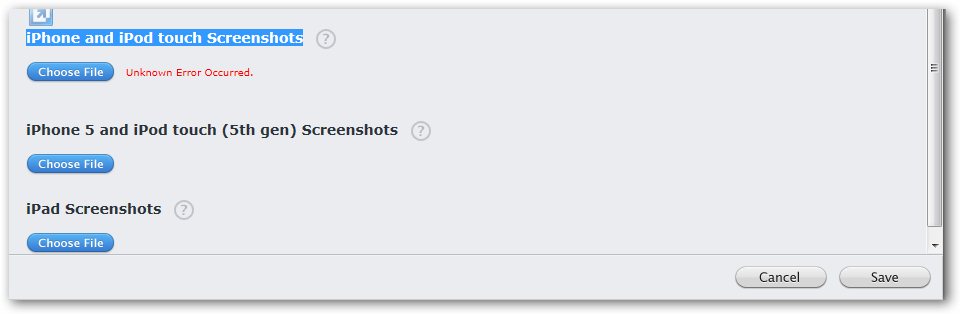 iPhone and iPod touch Screenshots ?
Choose File Unknown Error Occurred.
iPhone 5 and iPod touch (5th gen) Screenshots ?
Choose File
iPad Screenshots ?
Choose File
Cancel Save